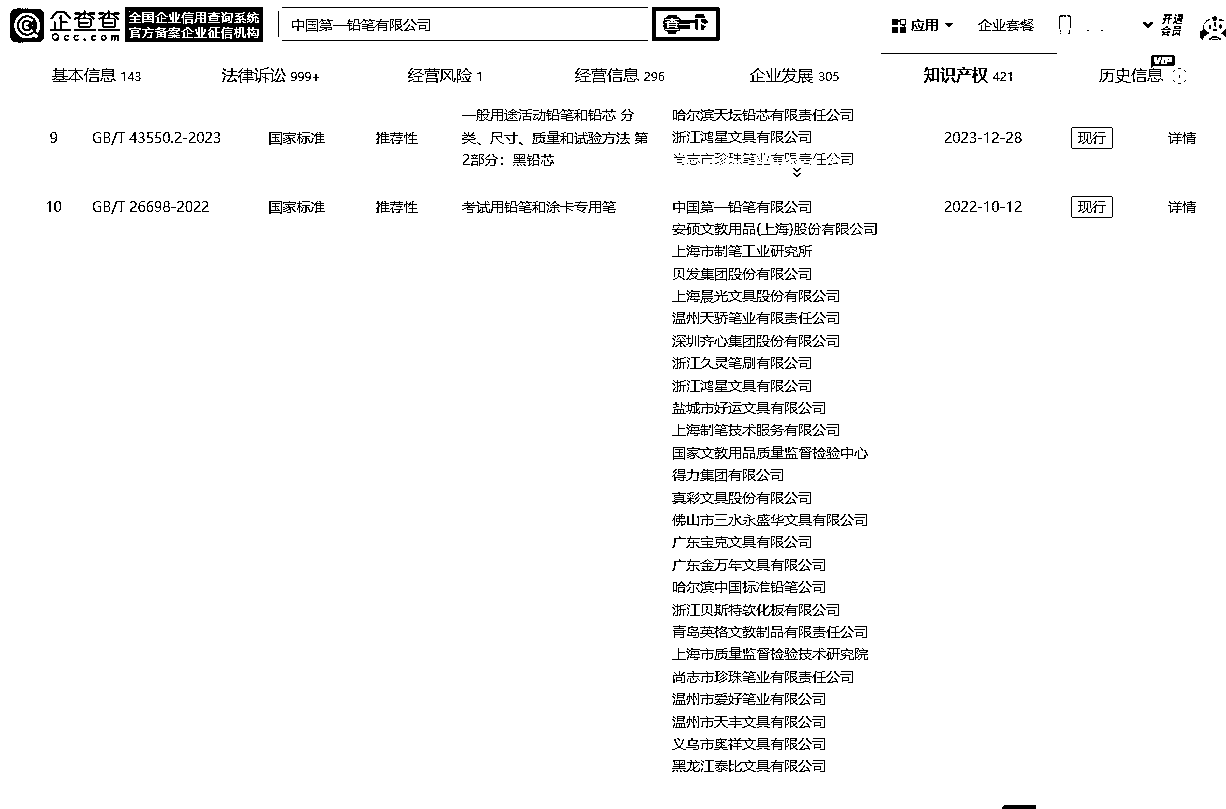 企查查 全国企业信用查询系统 中国第一铅笔有限公司 查一下 应用 企业套餐 开通
Qcc.com 官方备案企业征信机构 会员
VIP
基本信息 143 法律诉讼 999+ 经营风险 1 经营信息 296 企业发展 305 知识产权 421 历史信息
一般用途活动铅笔和铅芯 分 哈尔滨天坛铅芯有限责任公司
9 GB/T 43550.2-2023 国家标准 推荐性 类、尺寸、质量和试验方法 第 浙江鸿星文具有限公司 2023-12-28 现行 详情
2部分：黑铅芯 尚志市珍珠笔业有限责任公司
10 GB/T 26698-2022 国家标准 推荐性 考试用铅笔和涂卡专用笔 中国第一铅笔有限公司 2022-10-12 现行 详情
安硕文教用品(上海)股份有限公司
上海市制笔工业研究所
贝发集团股份有限公司
上海晨光文具股份有限公司
温州天骄笔业有限责任公司
深圳齐心集团股份有限公司
浙江久灵笔刷有限公司
浙江鸿星文具有限公司
盐城市好运文具有限公司
上海制笔技术服务有限公司
国家文教用品质量监督检验中心
得力集团有限公司
真彩文具股份有限公司
佛山市三水永盛华文具有限公司
广东宝克文具有限公司
广东金万年文具有限公司
哈尔滨中国标准铅笔公司
浙江贝斯特软化板有限公司
青岛英格文教制品有限责任公司
上海市质量监督检验技术研究院
尚志市珍珠笔业有限责任公司
温州市爱好笔业有限公司
温州市天丰文具有限公司
义乌市奥祥文具有限公司
黑龙江泰比文具有限公司